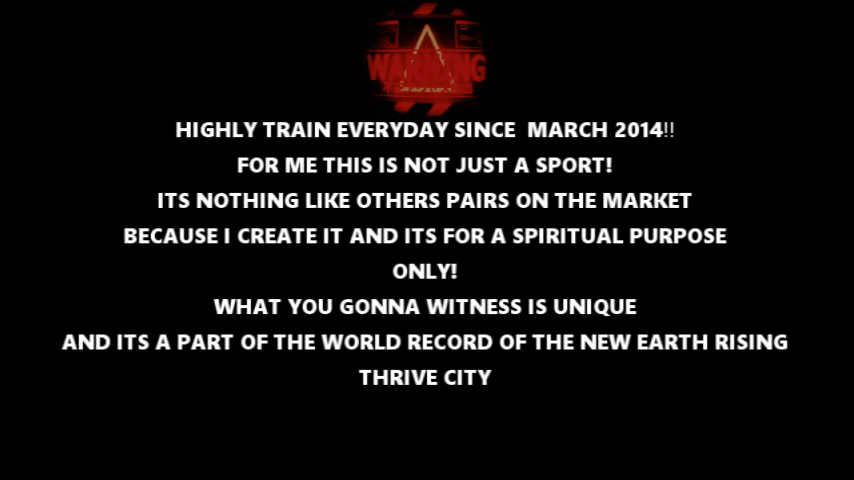 WARNING
HIGHLY TRAIN EVERYDAY SINCE  MARCH 2014!!
FOR ME THIS IS NOT JUST A SPORT!
ITS NOTHING LIKE OTHERS PAIRS ON THE MARKET
BECAUSE I CREATE IT AND ITS FOR A SPIRITUAL PURPOSE
ONLY!
WHAT YOU GONNA WITNESS IS UNIQUE
AND ITS A PART OF THE WORLD RECORD OF THE NEW EARTH RISING
THRIVE CITY